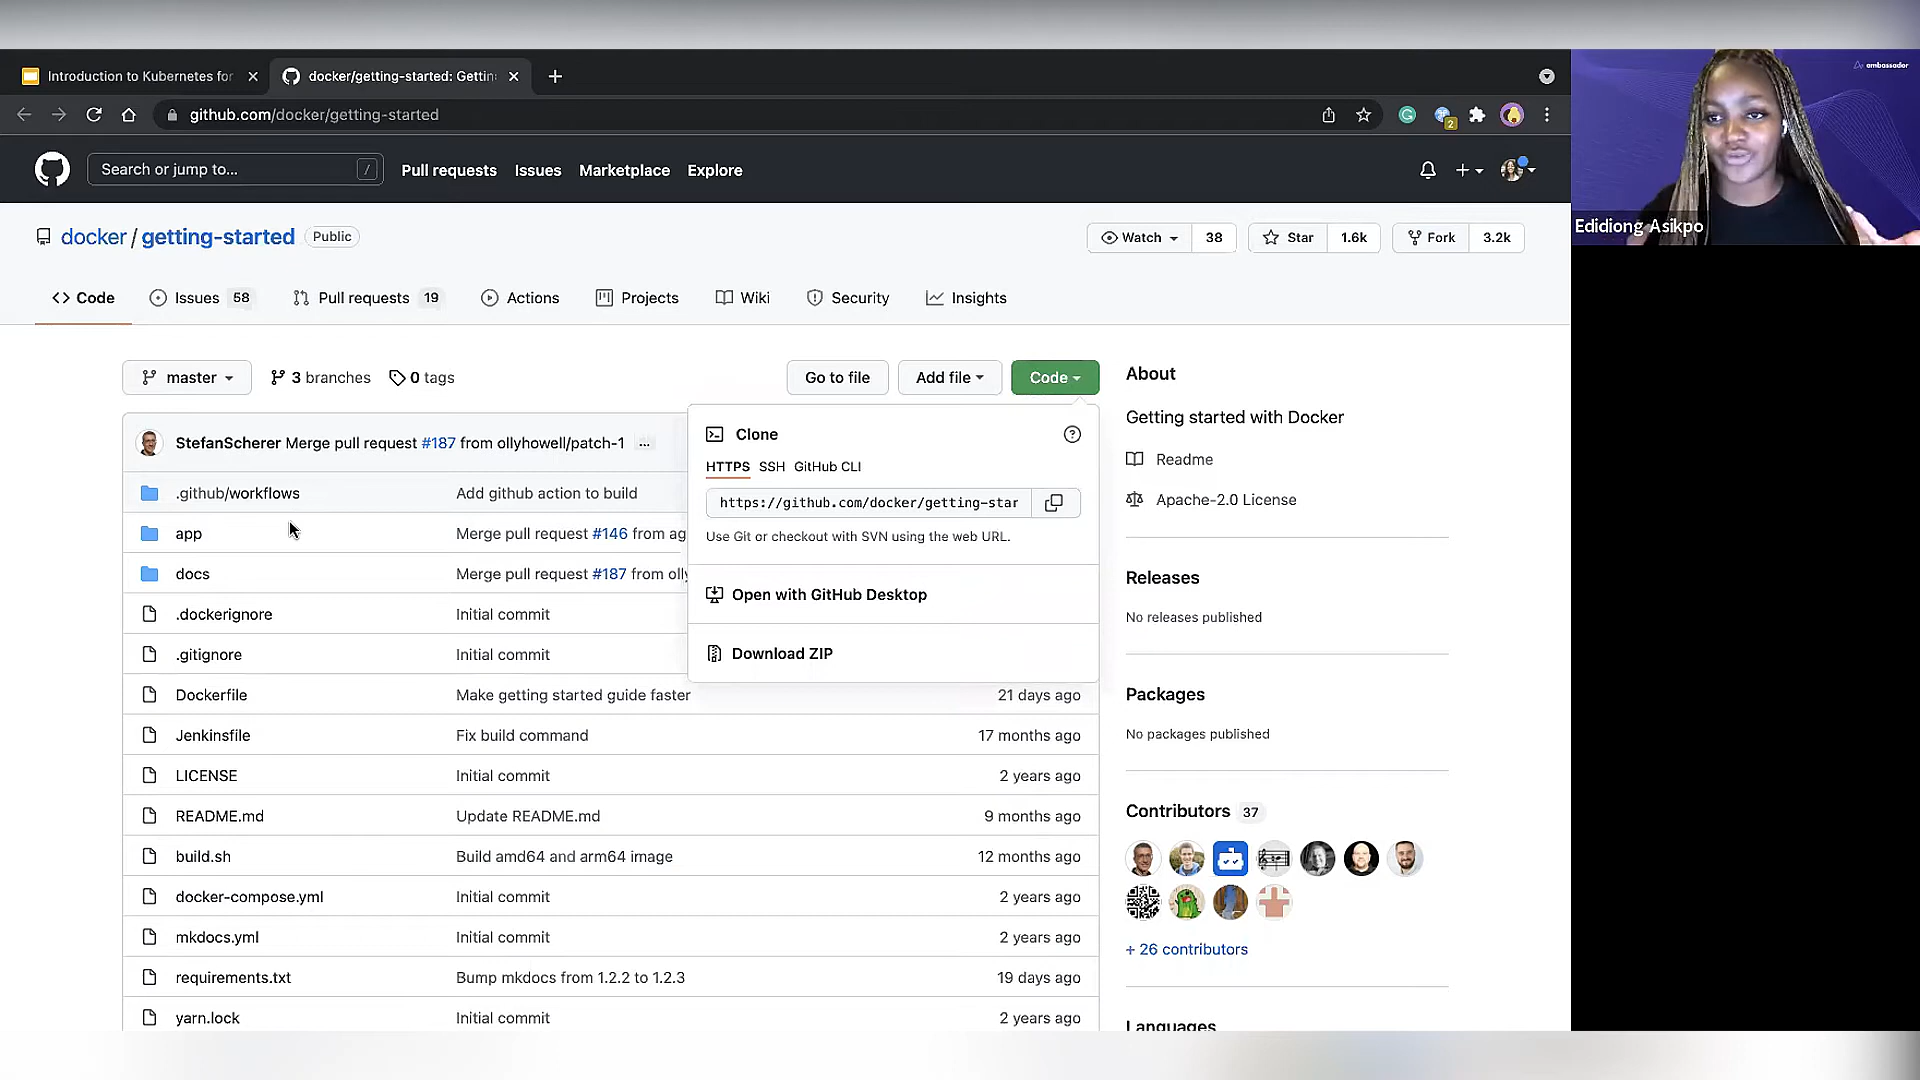 Introduction to Kubernetes for
docker/getting-started: Gettin
github.com/docker/getting-started
2
ambassador
Edidiong Asikpo
Search or jump to... /
Pull requests Issues Marketplace Explore
docker / getting-started Public
Watch 38 Star 1.6k Fork 3.2k
Code Issues 58 Pull requests 19 Actions Projects Wiki Security Insights
master 3 branches 0 tags Go to file Add file Code
StefanScherer Merge pull request #187 from ollyhowell/patch-1 ...
.github/workflows Add github action to build
app Merge pull request #146 from ag
docs Merge pull request #187 from olly
.dockerignore Initial commit
.gitignore Initial commit
Dockerfile Make getting started guide faster 21 days ago
Jenkinsfile Fix build command 17 months ago
LICENSE Initial commit 2 years ago
README.md Update README.md 9 months ago
build.sh Build amd64 and arm64 image 12 months ago
docker-compose.yml Initial commit 2 years ago
mkdocs.yml Initial commit 2 years ago
requirements.txt Bump mkdocs from 1.2.2 to 1.2.3 19 days ago
yarn.lock Initial commit 2 years ago
Clone
HTTPS SSH GitHub CLI
https://github.com/docker/getting-star
Use Git or checkout with SVN using the web URL.
Open with GitHub Desktop
Download ZIP
About
Getting started with Docker
Readme
Apache-2.0 License
Releases
No releases published
Packages
No packages published
Contributors 37
+ 26 contributors
Languages